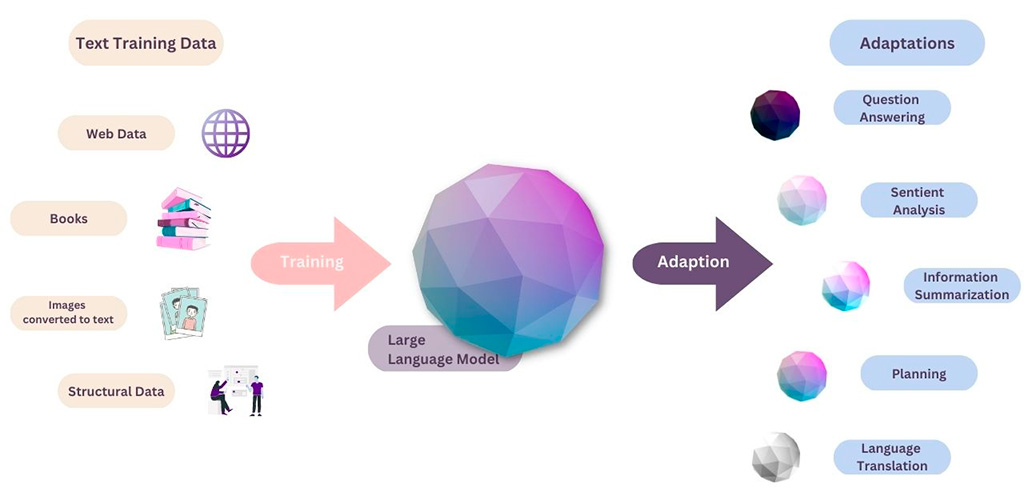 Text Training Data
Web Data
Books
Images
converted to text
Structural Data
Training
Large
Language Model
Adaption
Adaptations
Question
Answering
Sentient
Analysis
Information
Summarization
Planning
Language
Translation